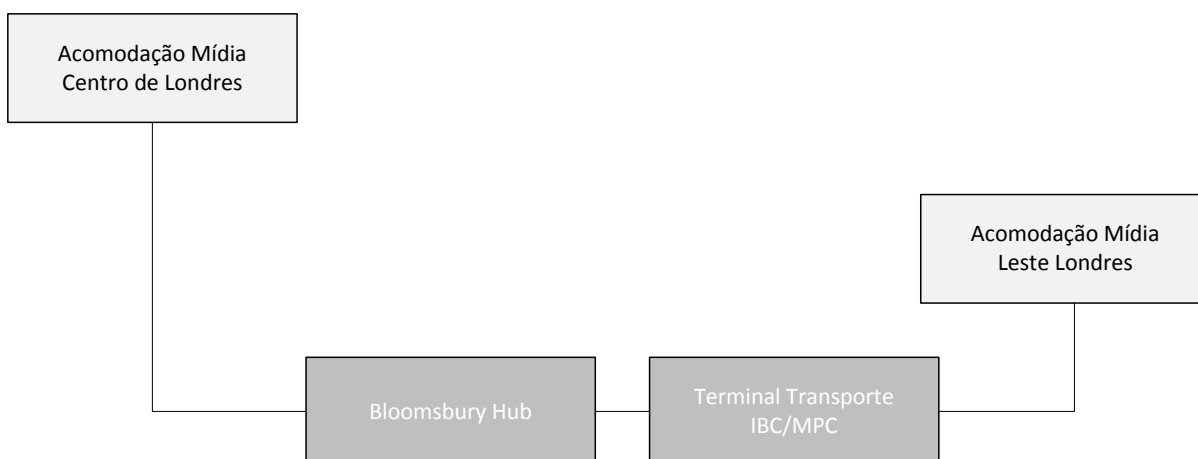 Acomodação Mídia
Centro de Londres
Acomodação Mídia
Leste Londres
Bloomsbury Hub
Terminal Transporte
IBC/MPC